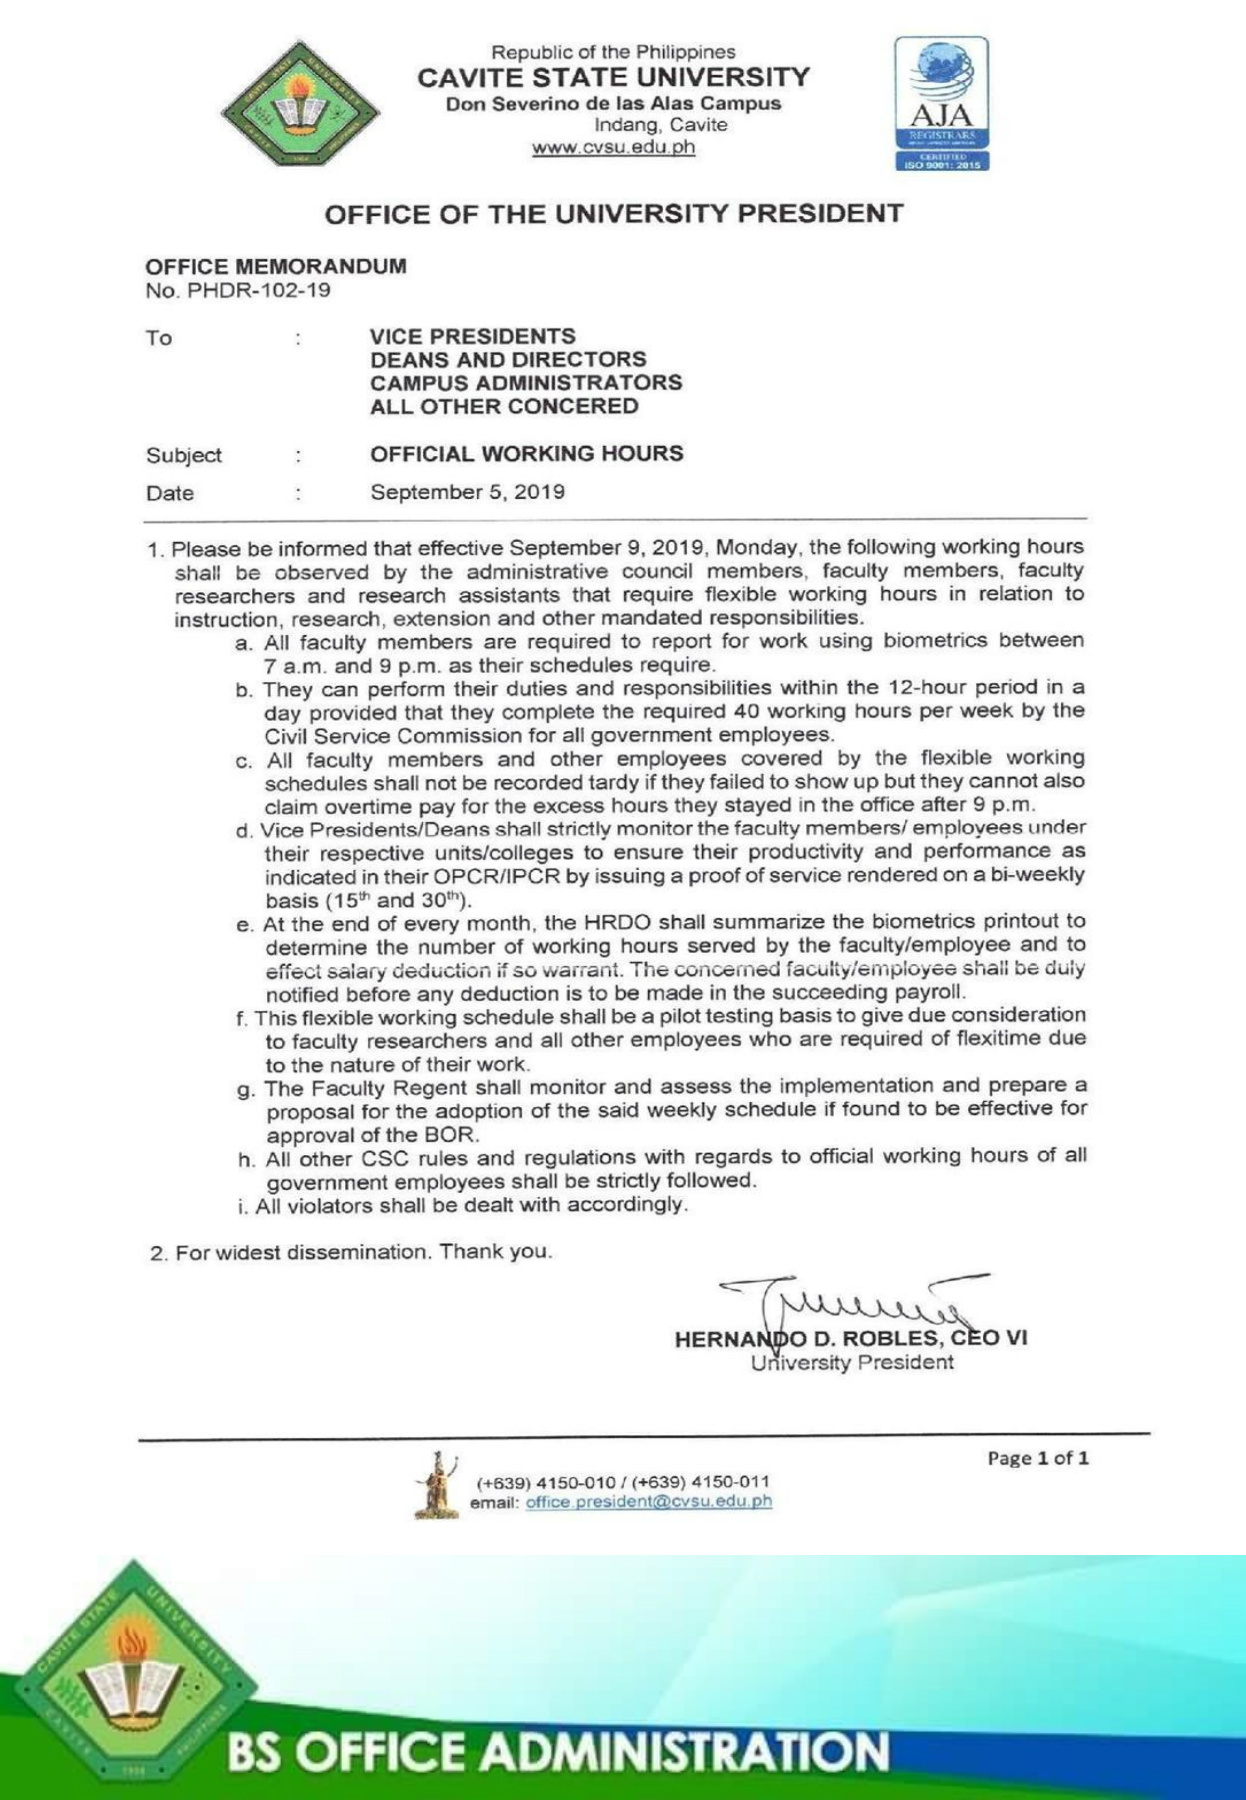 Republic of the Philippines
CAVITE STATE UNIVERSITY
Don Severino de las Alas Campus
Indang, Cavite
www.cvsu.edu.ph
AJA
REGISTRARS
CERTIFIED
ISO 9001: 2015
OFFICE OF THE UNIVERSITY PRESIDENT
OFFICE MEMORANDUM
No. PHDR-102-19
To : VICE PRESIDENTS
DEANS AND DIRECTORS
CAMPUS ADMINISTRATORS
ALL OTHER CONCERED
Subject : OFFICIAL WORKING HOURS
Date : September 5, 2019
1. Please be informed that effective September 9, 2019, Monday, the following working hours
shall be observed by the administrative council members, faculty members, faculty
researchers and research assistants that require flexible working hours in relation to
instruction, research, extension and other mandated responsibilities.
a. All faculty members are required to report for work using biometrics between
7 a.m. and 9 p.m. as their schedules require.
b. They can perform their duties and responsibilities within the 12-hour period in a
day provided that they complete the required 40 working hours per week by the
Civil Service Commission for all government employees.
c. All faculty members and other employees covered by the flexible working
schedules shall not be recorded tardy if they failed to show up but they cannot also
claim overtime pay for the excess hours they stayed in the office after 9 p.m.
d. Vice Presidents/Deans shall strictly monitor the faculty members/ employees under
their respective units/colleges to ensure their productivity and performance as
indicated in their OPCR/IPCR by issuing a proof of service rendered on a bi-weekly
basis (15th and 30th).
e. At the end of every month, the HRDO shall summarize the biometrics printout to
determine the number of working hours served by the faculty/employee and to
effect salary deduction if so warrant. The concerned faculty/employee shall be duly
notified before any deduction is to be made in the succeeding payroll.
f. This flexible working schedule shall be a pilot testing basis to give due consideration
to faculty researchers and all other employees who are required of flexitime due
to the nature of their work.
g. The Faculty Regent shall monitor and assess the implementation and prepare a
proposal for the adoption of the said weekly schedule if found to be effective for
approval of the BOR.
h. All other CSC rules and regulations with regards to official working hours of all
government employees shall be strictly followed.
i. All violators shall be dealt with accordingly.
2. For widest dissemination. Thank you.
HERNANDO D. ROBLES, CEO VI
University President
Page 1 of 1
(+639) 4150-010 / (+639) 4150-011
email: office.president@cvsu.edu.ph
CAVITE STATE UNIVERSITY
CAVITE PHILIPPINES
BS OFFICE ADMINISTRATION